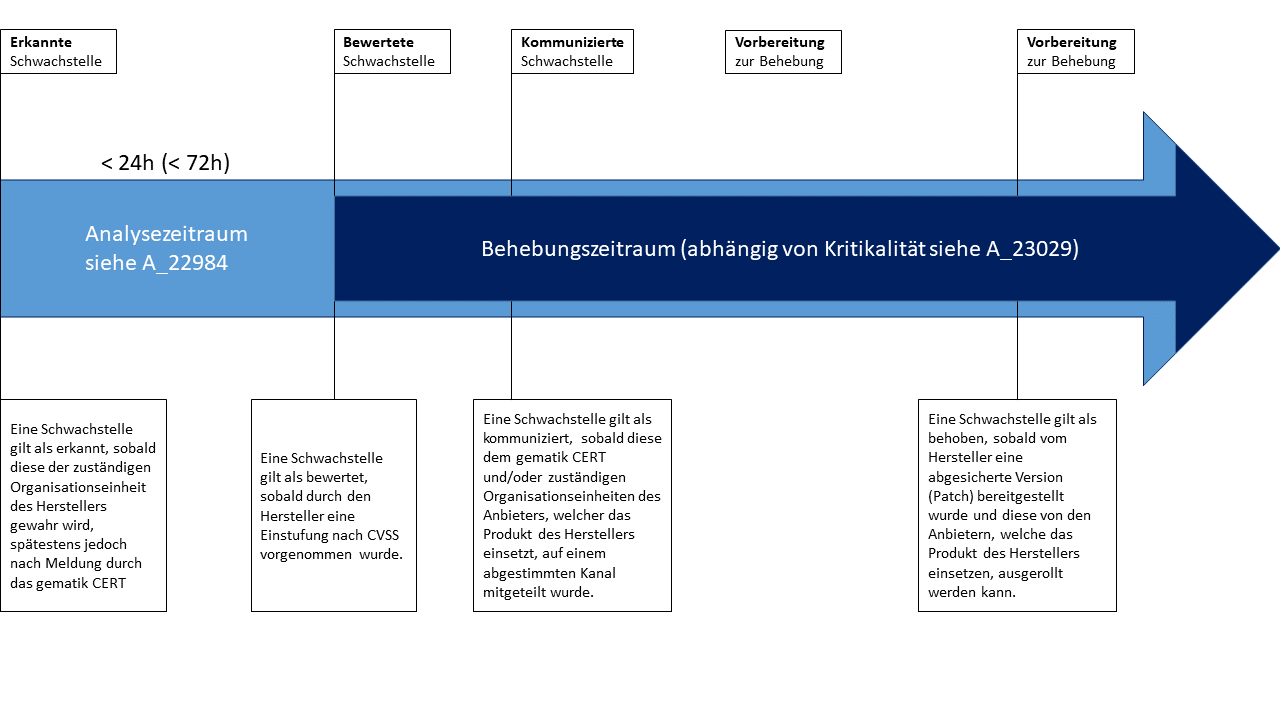 Erkannte
Schwachstelle
Bewertete
Schwachstelle
Kommunizierte
Schwachstelle
Vorbereitung
zur Behebung
Vorbereitung
zur Behebung
< 24h (< 72h)
Analysezeitraum
siehe A_22984
Behebungszeitraum (abhängig von Kritikalität siehe A_23029)
Eine Schwachstelle
gilt als erkannt, sobald
diese der zuständigen
Organisationseinheit
des Herstellers
gewahr wird,
spätestens jedoch
nach Meldung durch
das gematik CERT
Eine Schwachstelle
gilt als bewertet,
sobald durch den
Hersteller eine
Einstufung nach CVSS
vorgenommen wurde.
Eine Schwachstelle gilt als
kommuniziert, sobald diese
dem gematik CERT
und/oder zuständigen
Organisationseinheiten des
Anbieters, welcher das
Produkt des Herstellers
einsetzt, auf einem
abgestimmten Kanal
mitgeteilt wurde.
Eine Schwachstelle gilt als
behoben, sobald vom
Hersteller eine
abgesicherte Version
(Patch) bereitgestellt
wurde und diese von den
Anbietern, welche das
Produkt des Herstellers
einsetzen, ausgerollt
werden kann.